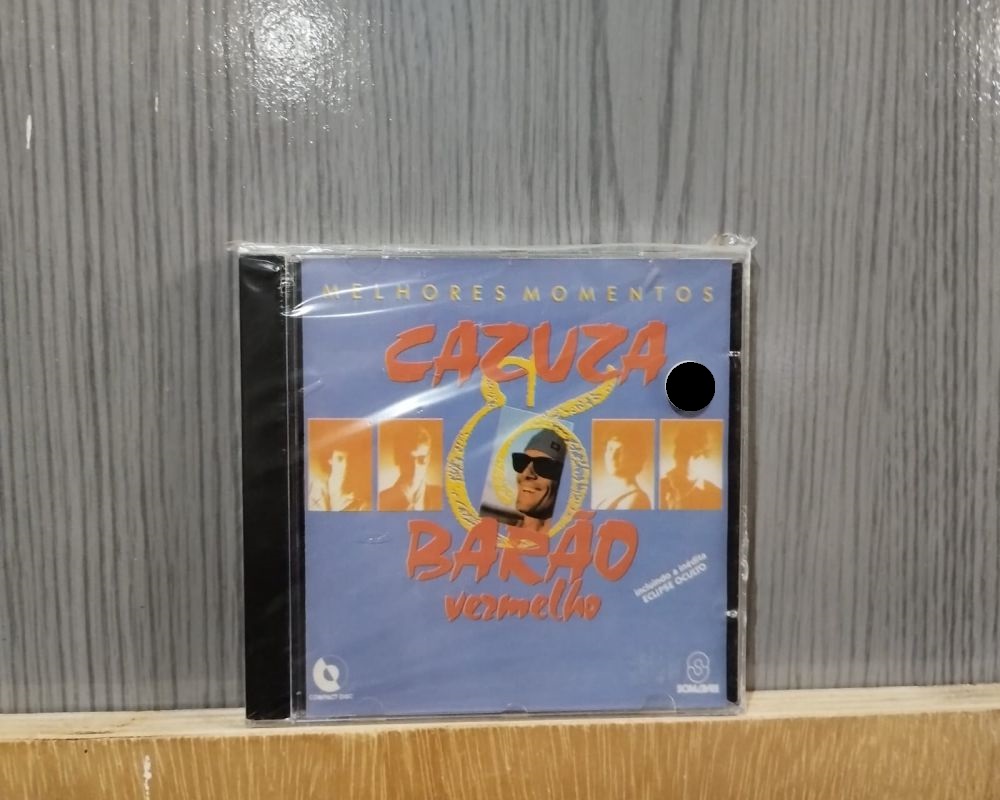 MELHORES MOMENTOS
CAZUZA
&
BARÃO
vermelho
incluindo a inédita
ECLIPSE OCULTO
COMPACT DISC
SOM LIVRE